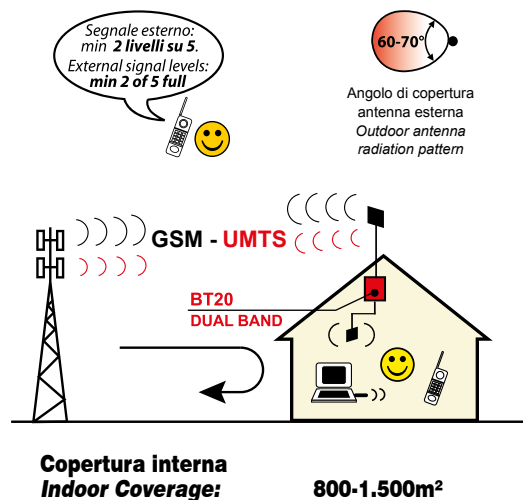 Segnale esterno:
min 2 livelli su 5.
External signal levels:
min 2 of 5 full
60-70°
Angolo di copertura
antenna esterna
Outdoor antenna
radiation pattern
GSM - UMTS
BT20
DUAL BAND
Copertura interna
Indoor Coverage: 800-1.500m²